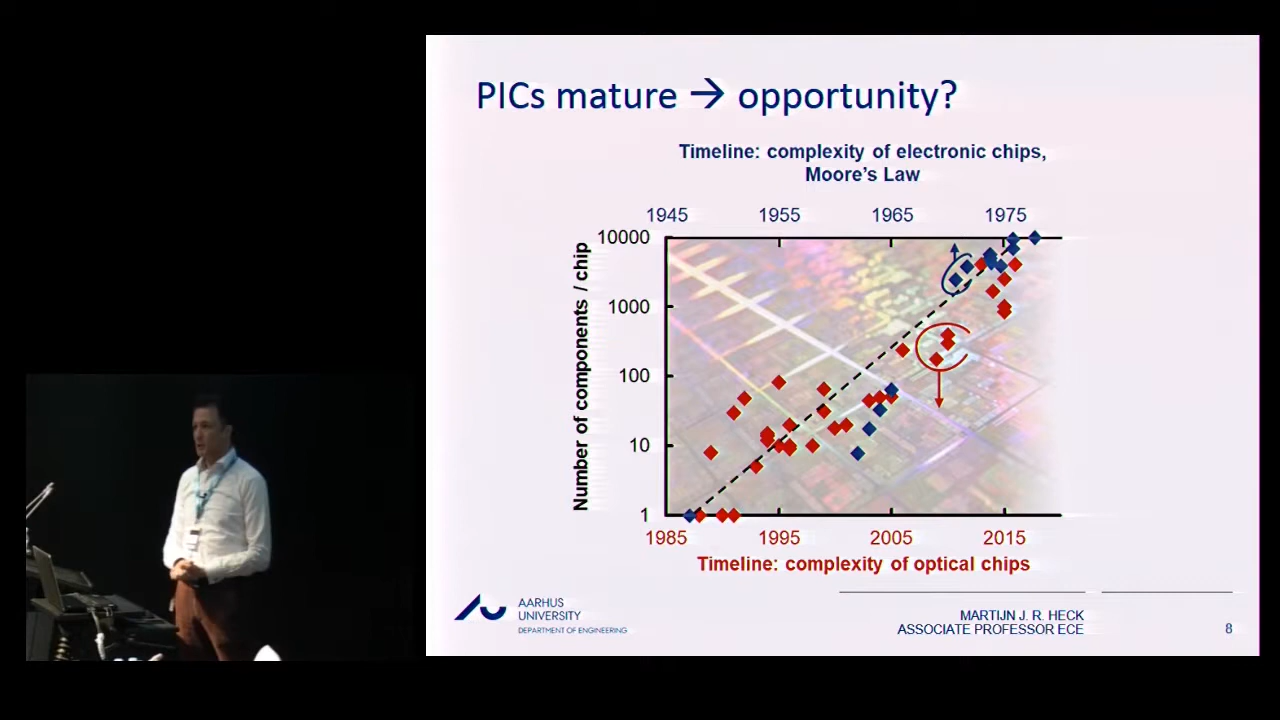 PICs mature → opportunity?
Timeline: complexity of electronic chips,
Moore's Law
1945 1955 1965 1975
Number of components / chip
10000
1000
100
10
1
1985 1995 2005 2015
Timeline: complexity of optical chips
AARHUS
UNIVERSITY
DEPARTMENT OF ENGINEERING
MARTIJN J. R. HECK
ASSOCIATE PROFESSOR ECE
8